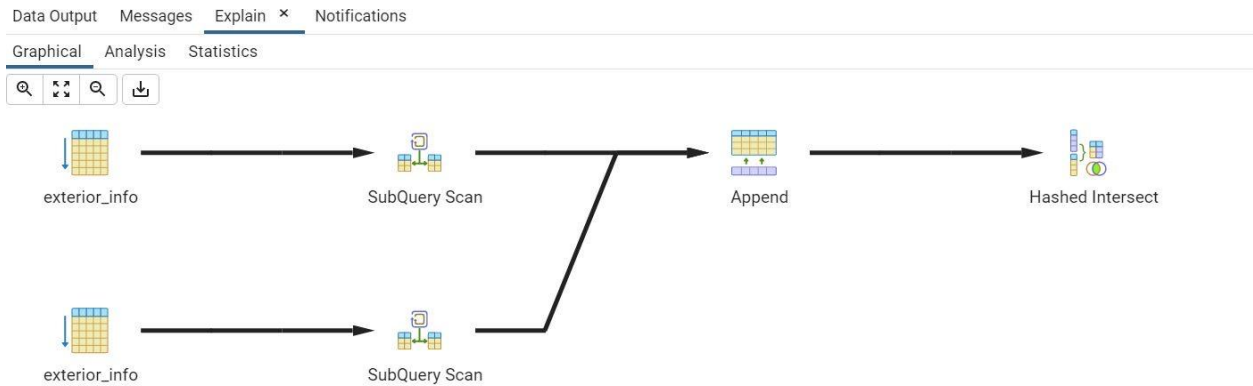 Data Output Messages Explain × Notifications
Graphical Analysis Statistics
exterior_info SubQuery Scan Append Hashed Intersect
exterior_info SubQuery Scan